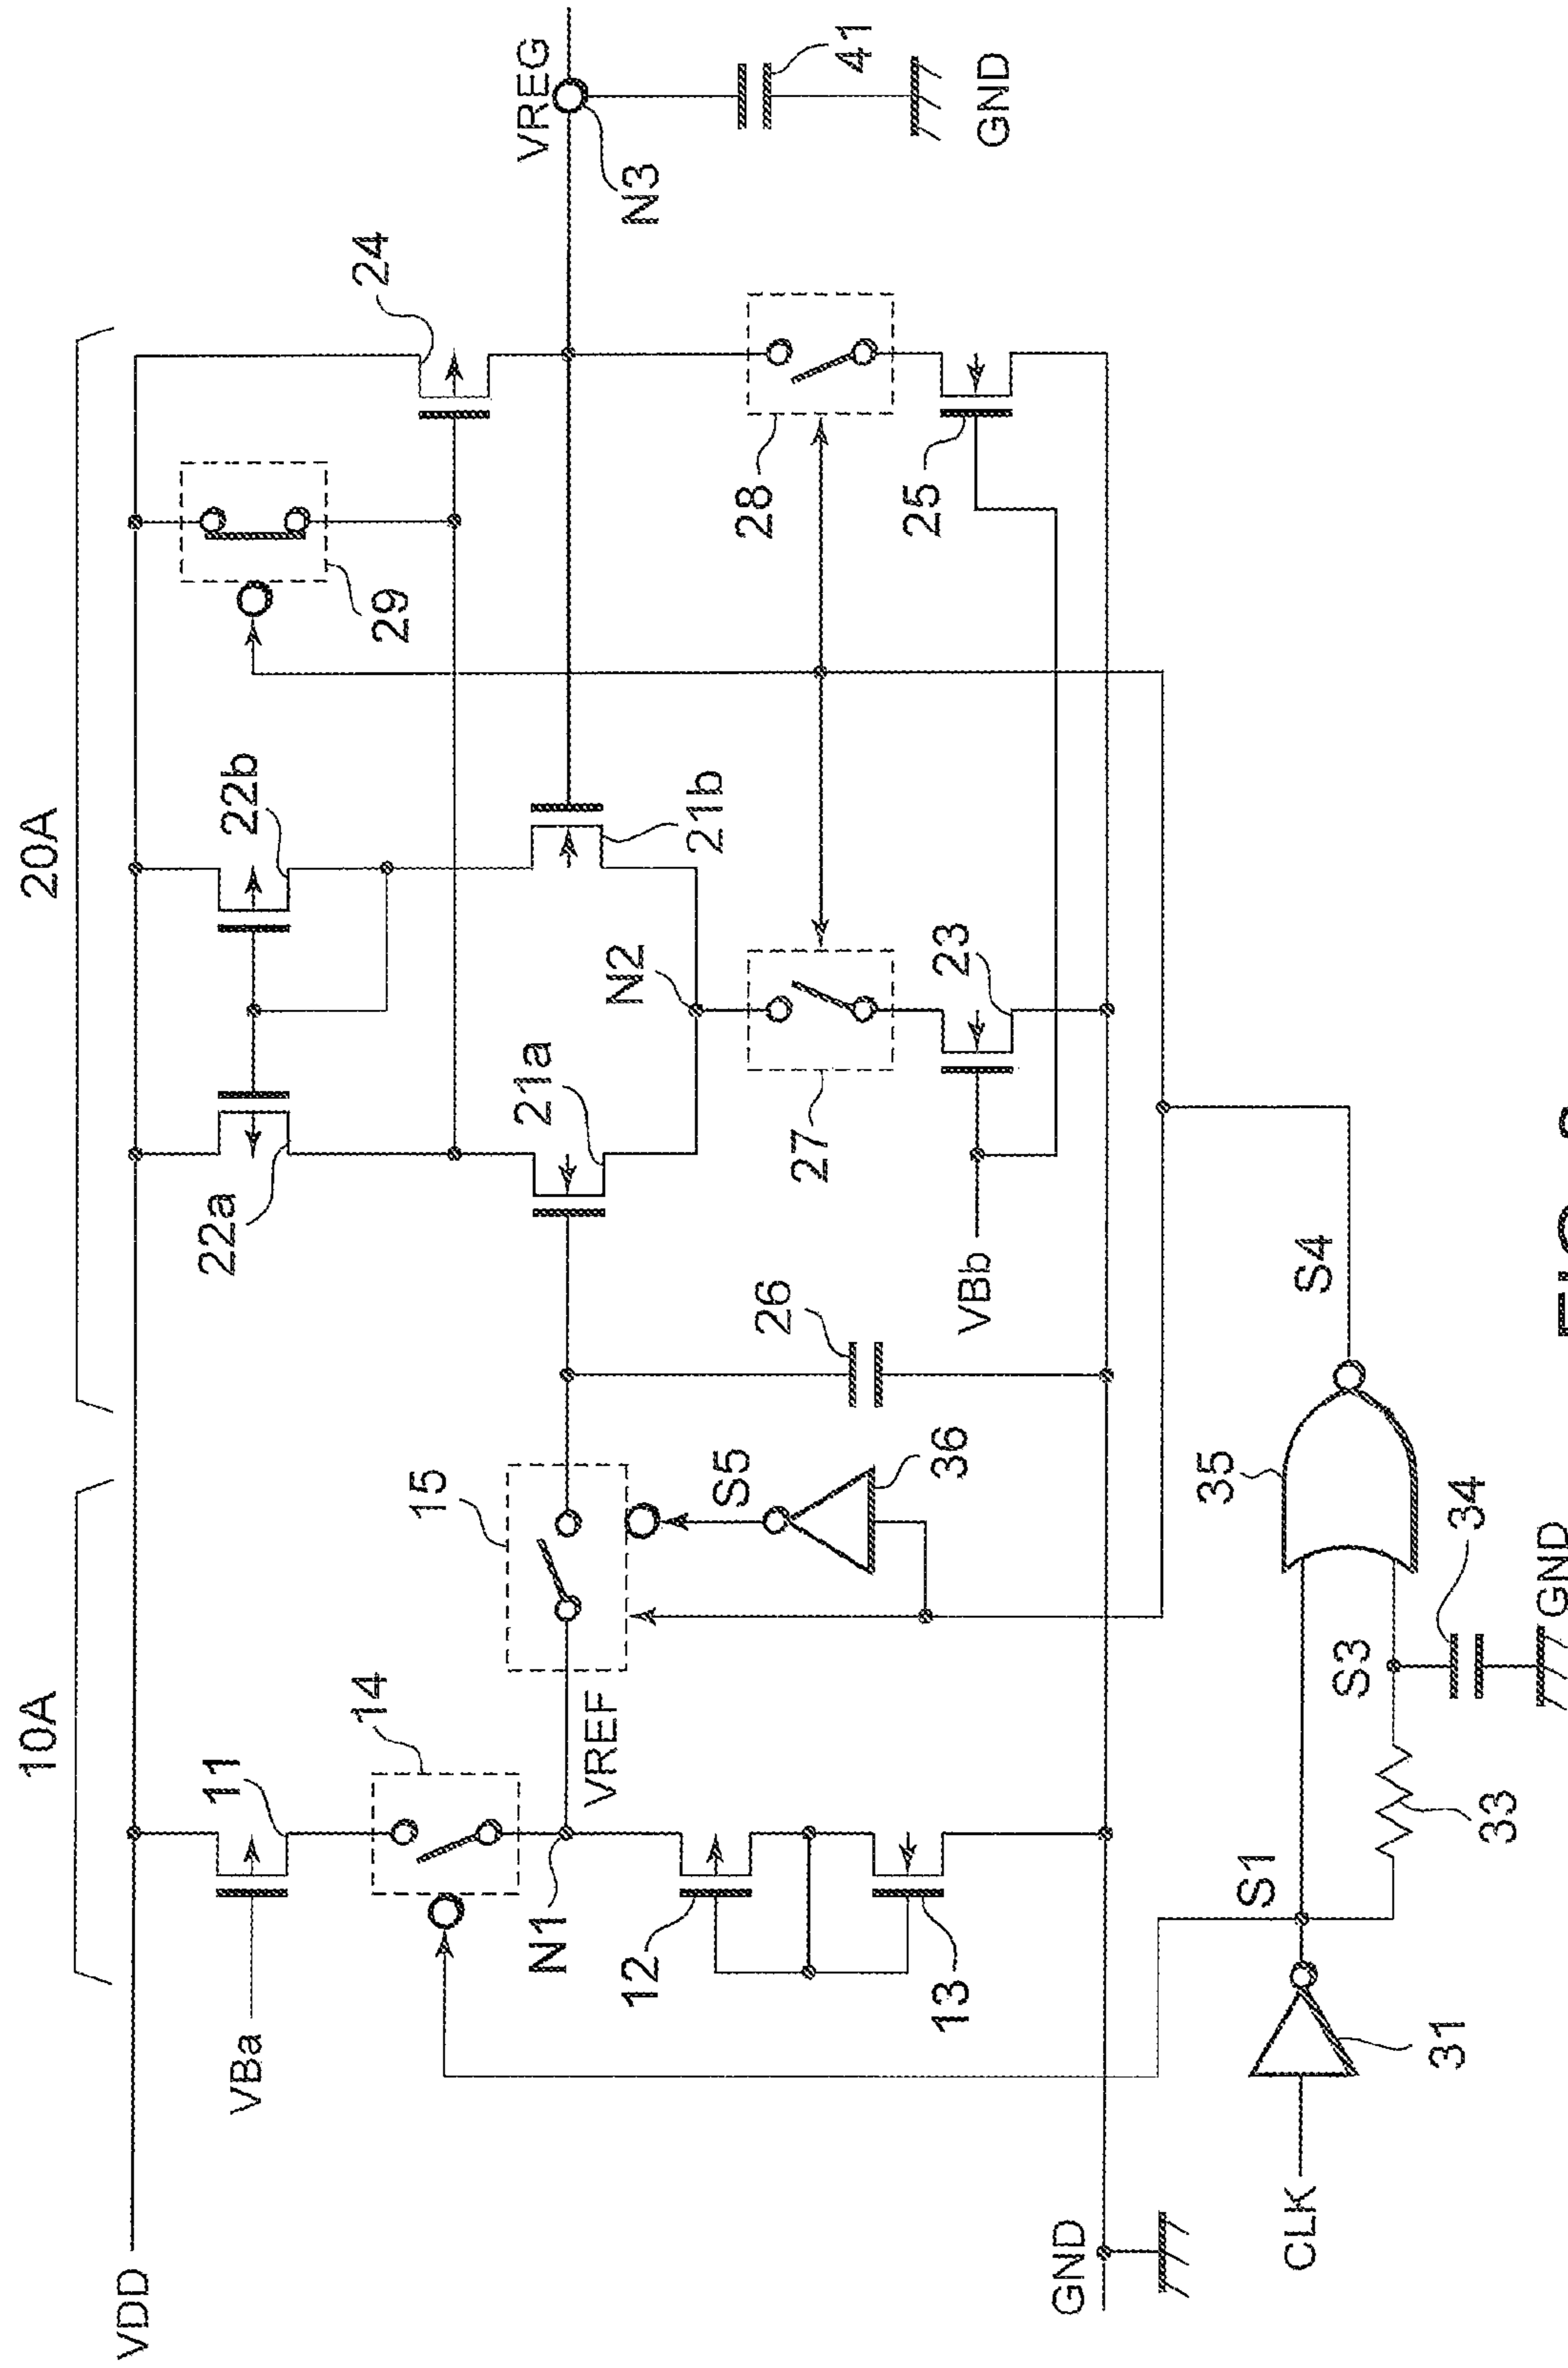 10A
20A
VDD
VBa
11
14
22a
22b
29
24
15
21a
21b
VREG
N1
VREF
N2
N3
12
S5
26
27
28
41
13
36
VBb
23
25
GND
GND
S1
S3
35
S4
CLK
31
33
34
GND
FIG.